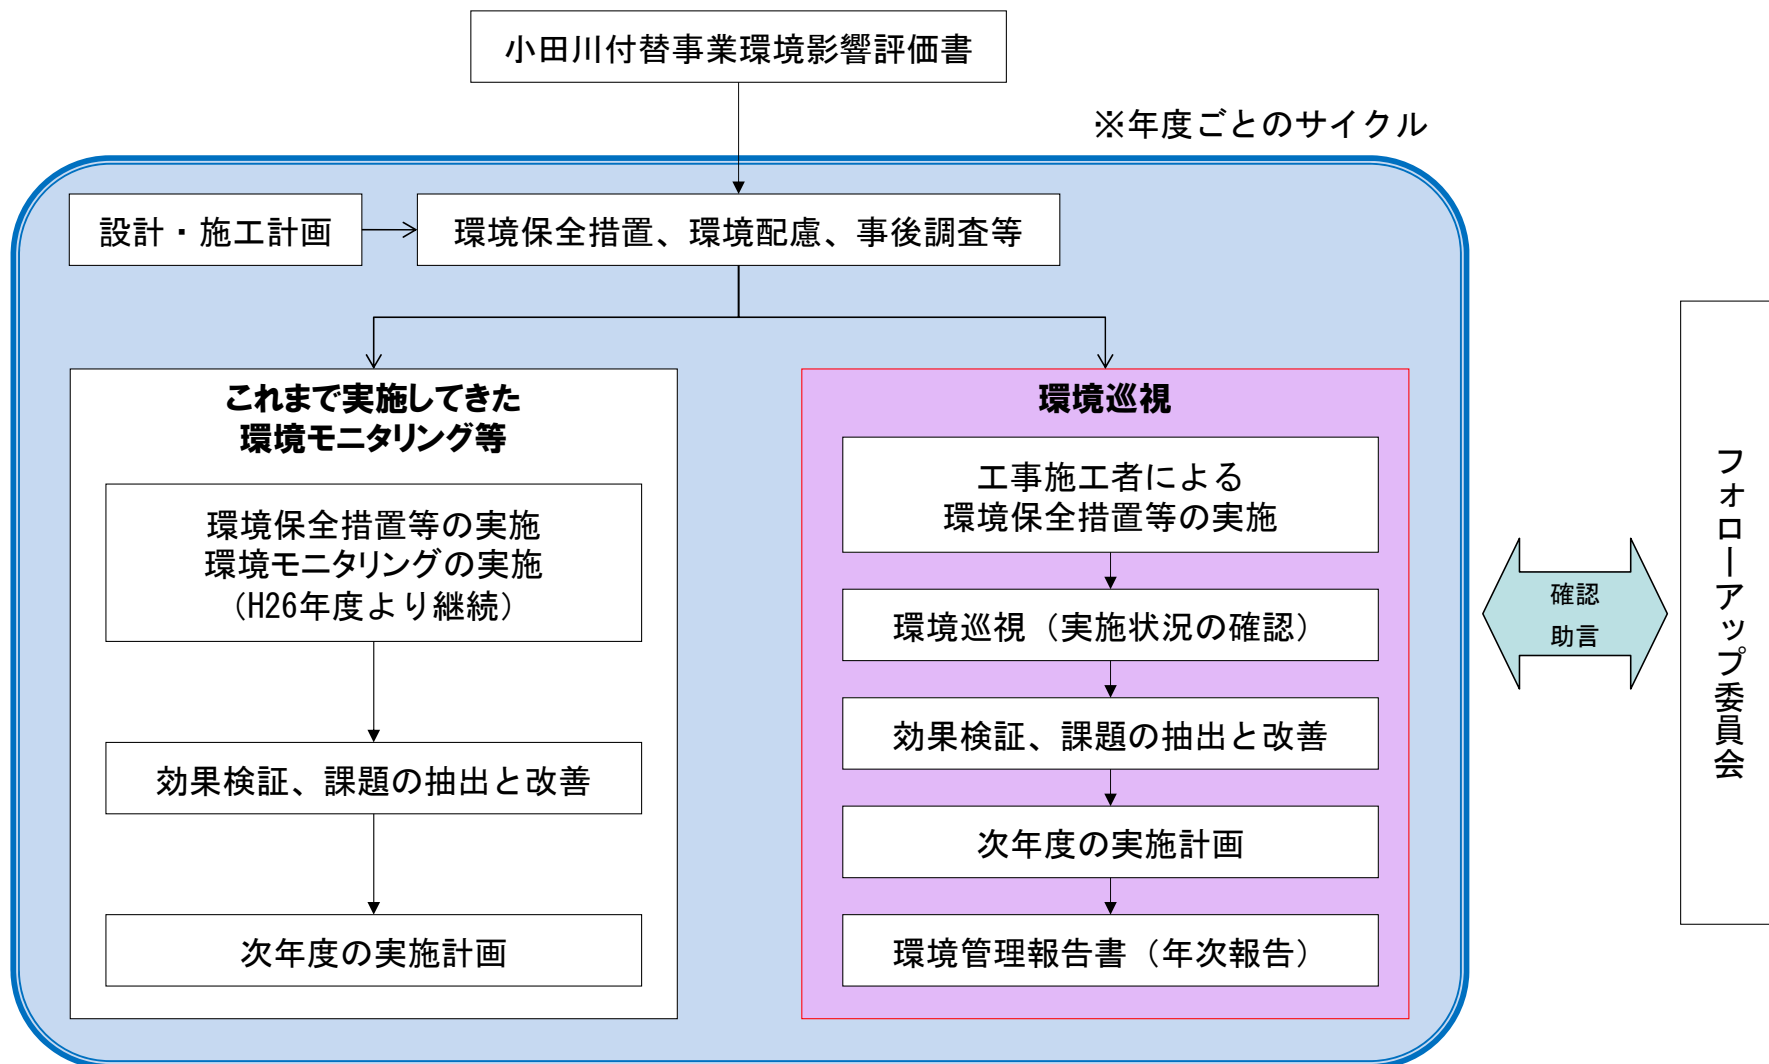 小田川付替事業環境影響評価書
※年度ごとのサイクル
設計・施工計画
環境保全措置、環境配慮、事後調査等
これまで実施してきた
環境モニタリング等
環境保全措置等の実施
環境モニタリングの実施
（H26年度より継続）
効果検証、課題の抽出と改善
次年度の実施計画
環境巡視
工事施工者による
環境保全措置等の実施
環境巡視（実施状況の確認）
効果検証、課題の抽出と改善
次年度の実施計画
環境管理報告書（年次報告）
確認
助言
フォローアップ委員会